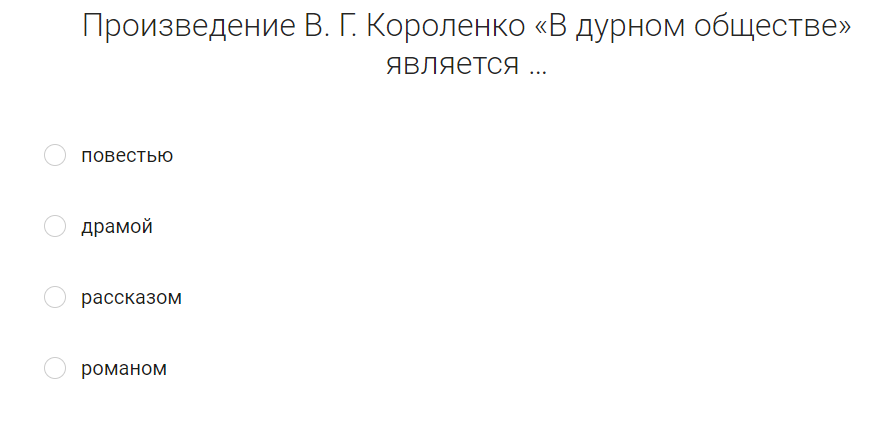 Произведение В. Г. Короленко «В дурном обществе»
является ...
повестью
драмой
рассказом
романом